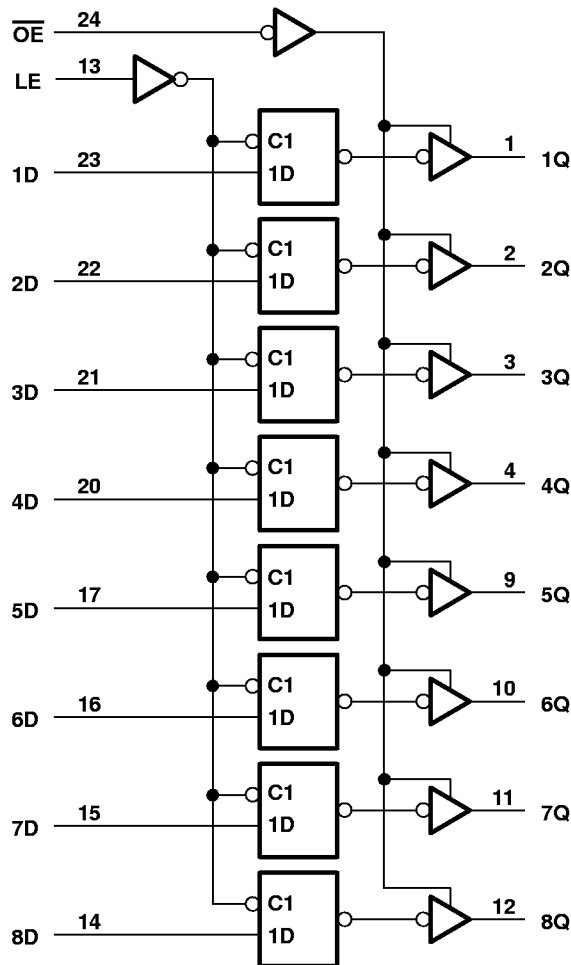 OE 24
LE 13
C1
1D 23 1D 1 1Q
C1
2D 22 1D 2 2Q
C1
3D 21 1D 3 3Q
C1
4D 20 1D 4 4Q
C1
5D 17 1D 9 5Q
C1
6D 16 1D 10 6Q
C1
7D 15 1D 11 7Q
C1
8D 14 1D 12 8Q